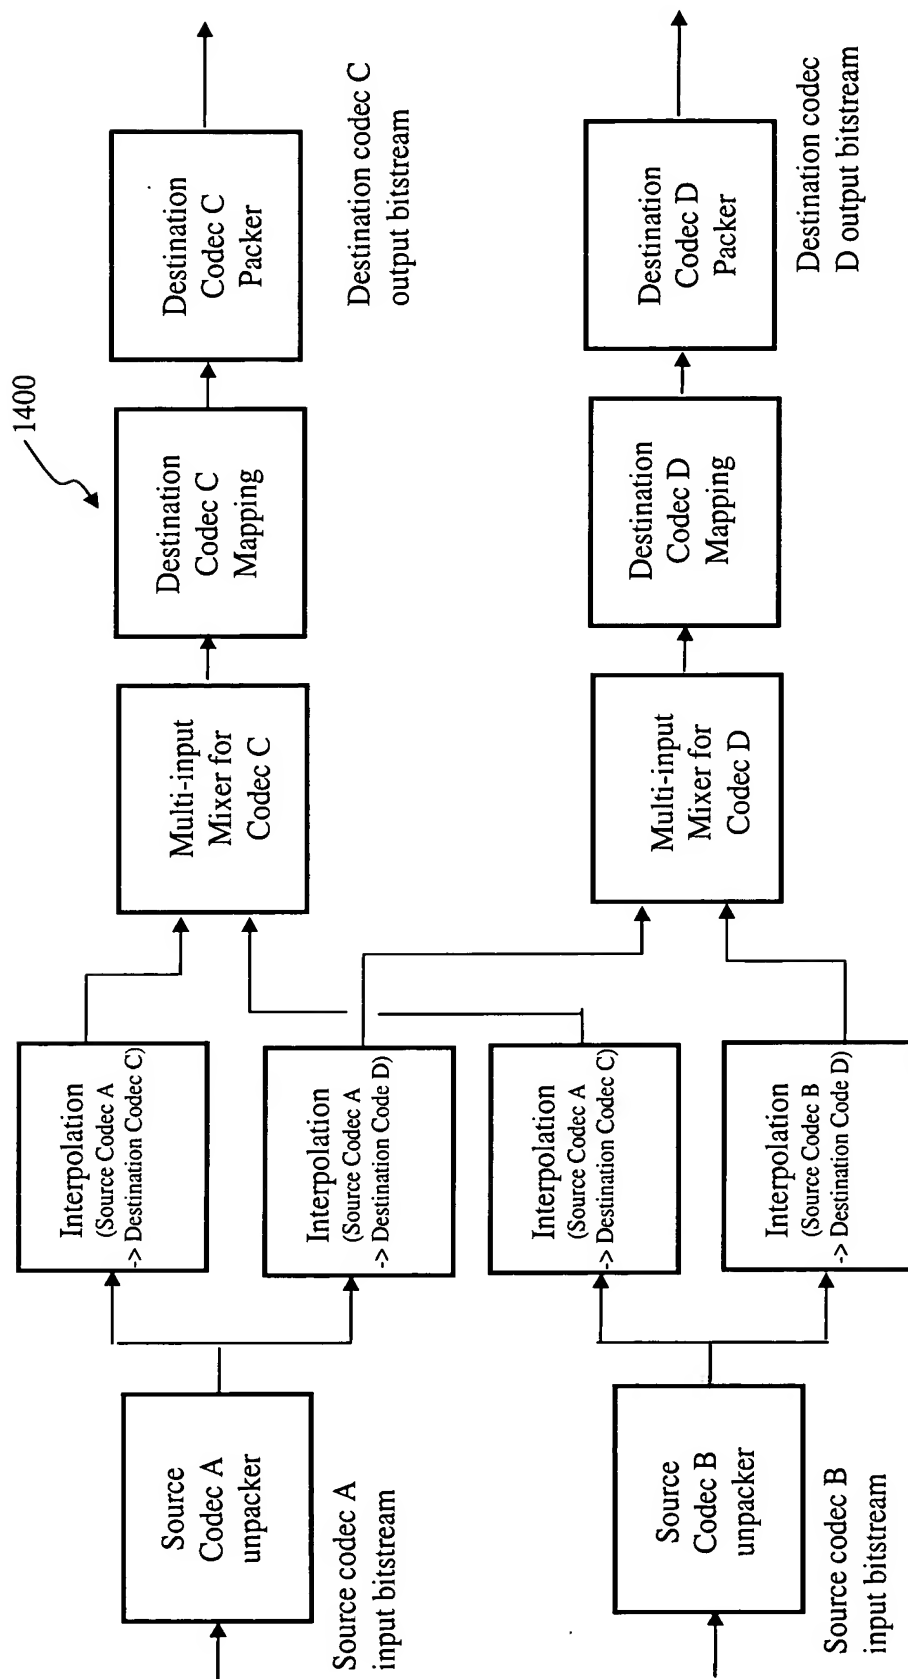 1400
Source
Codec A
unpacker
Source codec A
input bitstream
Interpolation
(Source Codec A
-> Destination Codec C)
Interpolation
(Source Codec A
-> Destination Code D)
Multi-input
Mixer for
Codec C
Destination
Codec C
Mapping
Destination
Codec C
Packer
Destination codec C
output bitstream
Source
Codec B
unpacker
Source codec B
input bitstream
Interpolation
(Source Codec A
-> Destination Codec C)
Interpolation
(Source Codec B
-> Destination Code D)
Multi-input
Mixer for
Codec D
Destination
Codec D
Mapping
Destination
Codec D
Packer
Destination codec
D output bitstream